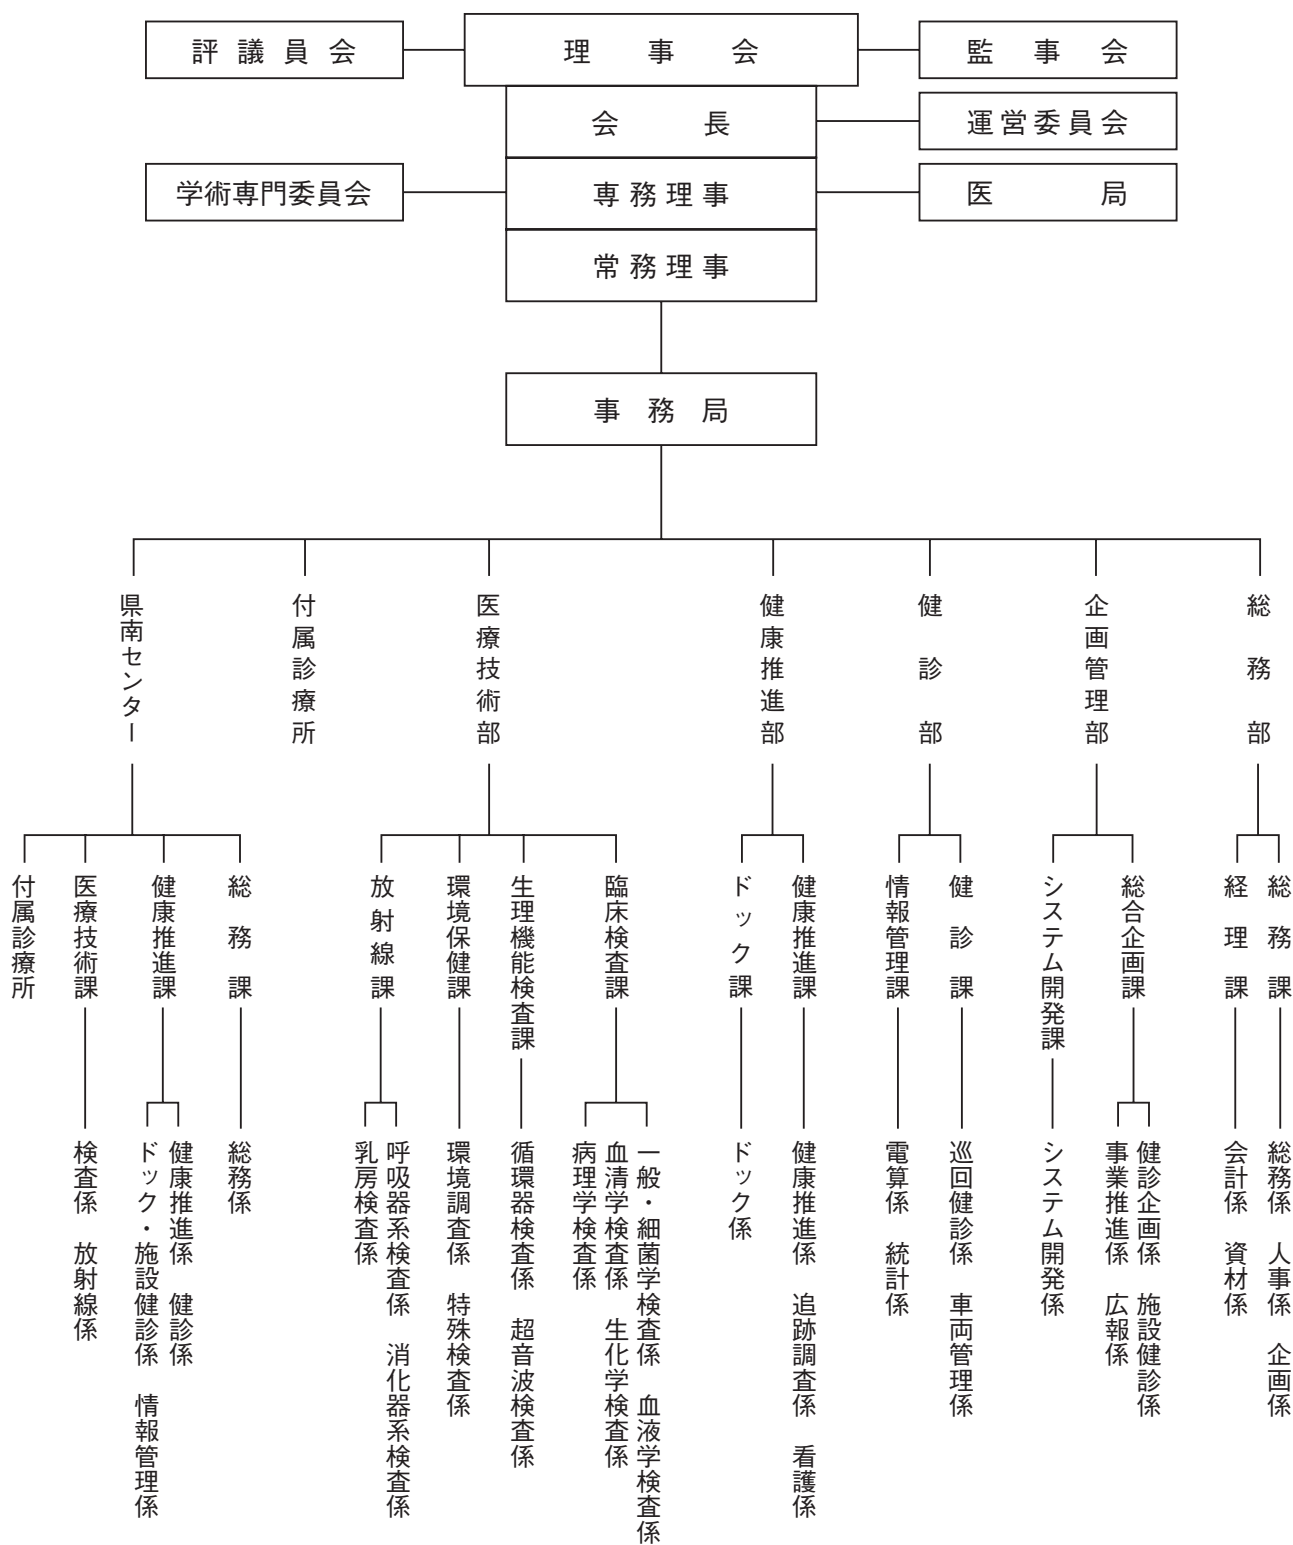 評議員会
理事会
監事会
会長
運営委員会
学術専門委員会
専務理事
医局
常務理事
事務局
総務部
企画管理部
健診部
健康推進部
医療技術部
付属診療所
県南センター
総務課
経理課
総合企画課
システム開発課
健診課
情報管理課
健康推進課
ドック課
臨床検査課
生理機能検査課
環境保健課
放射線課
総務課
健康推進課
医療技術課
付属診療所
総務係 人事係 企画係
会計係 資材係
健診企画係 施設健診係
事業推進係 広報係
システム開発係
巡回健診係 車両管理係
電算係 統計係
健康推進係 追跡調査係 看護係
ドック係
一般・細菌学検査係 血液学検査係
血清学検査係 生化学検査係
病理学検査係
循環器検査係 超音波検査係
環境調査係 特殊検査係
呼吸器系検査係 消化器系検査係
乳房検査係
総務係
健康推進係 健診係
ドック・施設健診係 情報管理係
検査係 放射線係